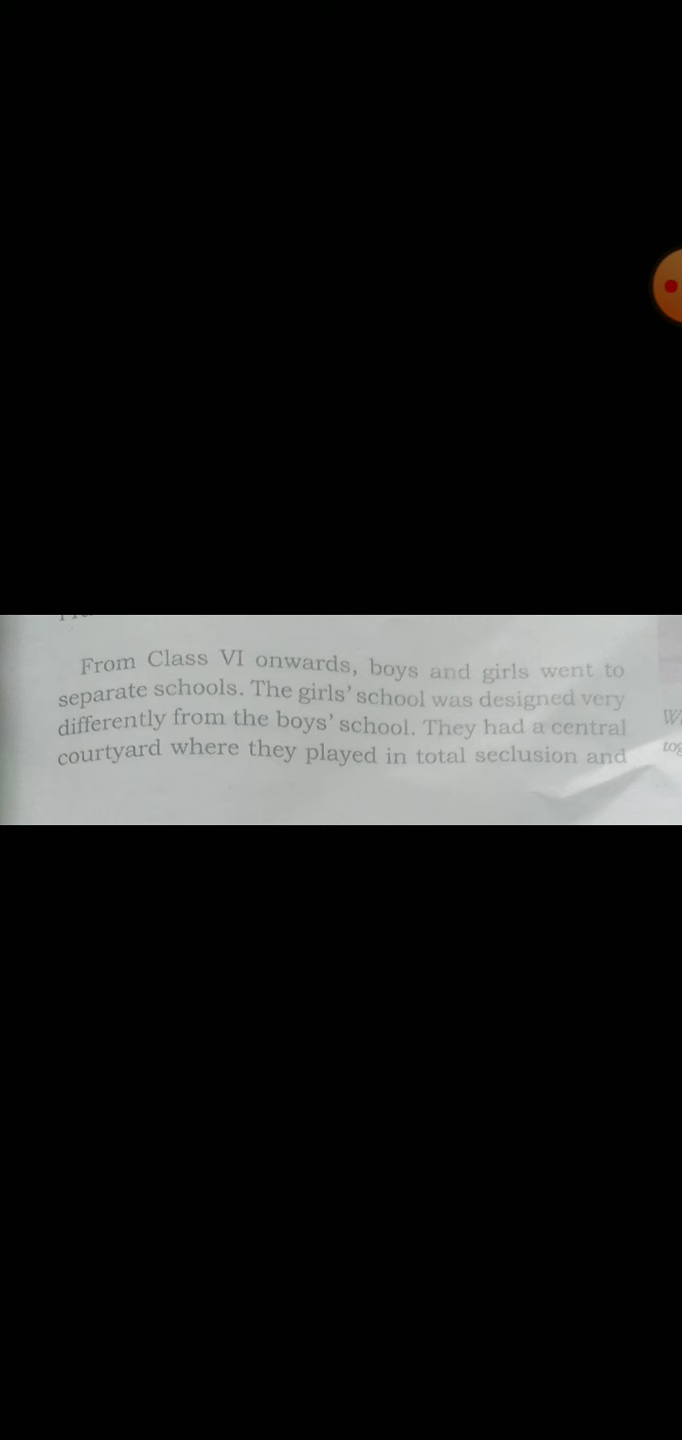 From Class VI onwards, boys and girls went to
separate schools. The girls' school was designed very
differently from the boys' school. They had a central
courtyard where they played in total seclusion and